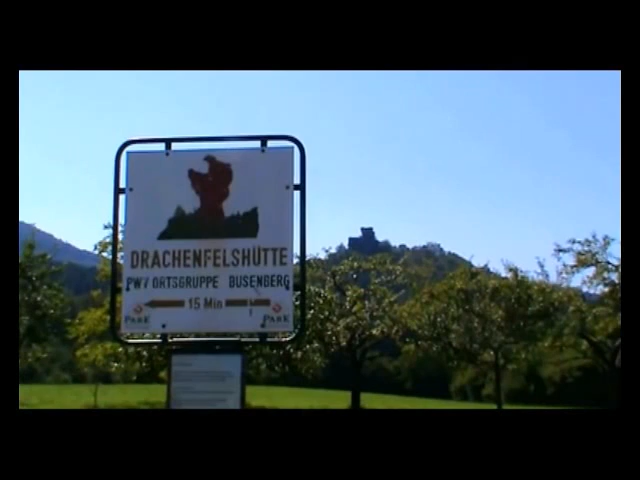 DRACHENFELSHÜTTE
PWV ORTSGRUPPE BUSENBERG
15 Min
PARK PARK